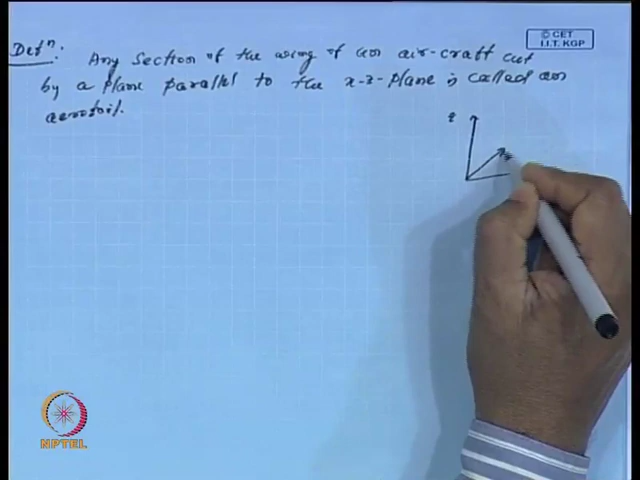 Defⁿ: Any section of the wing of an air-craft cut
by a plane parallel to the x-z-plane is called an
aerofoil.
z
© CET
I.I.T. KGP
NPTEL